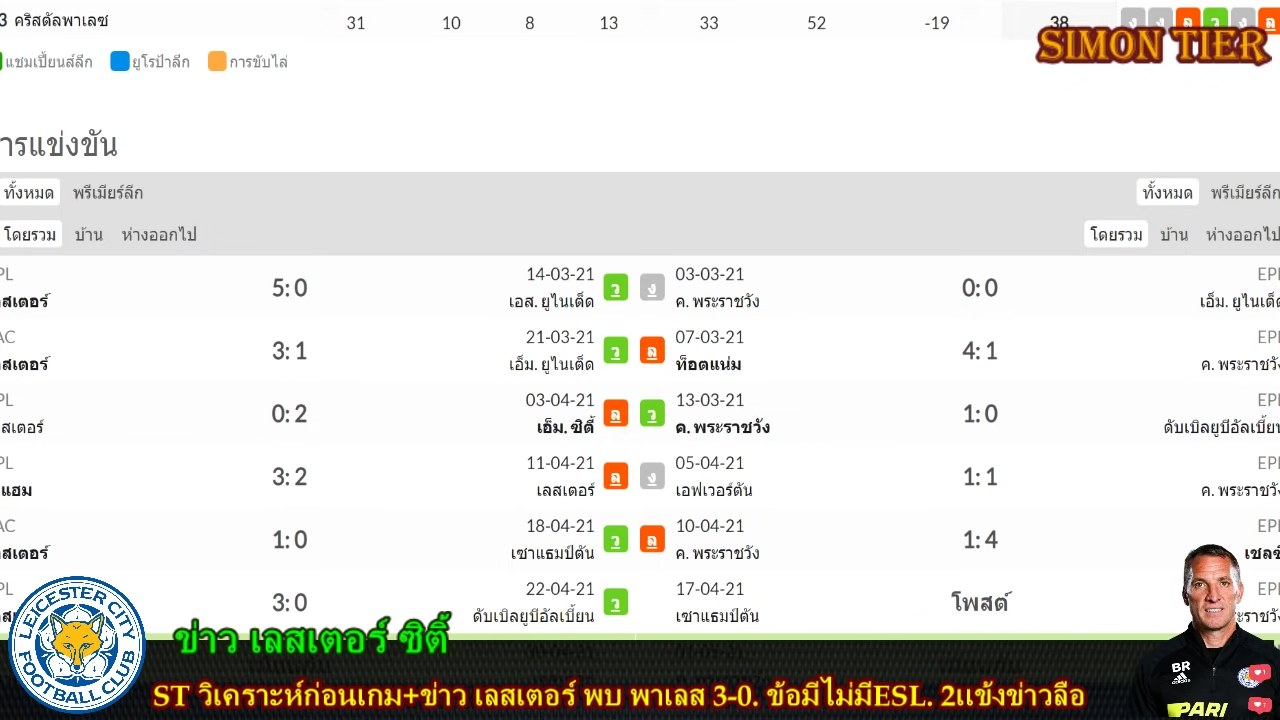 3 คริสตัลพาเลซ 31 10 8 13 33 52 -19 38 ง ง ล ว ง ล
SIMON TIER
แชมเปี้ยนส์ลีก ยูโรป้าลีก การขับไล่
ารแข่งขัน
ทั้งหมด พรีเมียร์ลีก ทั้งหมด พรีเมียร์ลีก
โดยรวม บ้าน ห่างออกไป โดยรวม บ้าน ห่างออกไป
PL 5:0 14-03-21 ว ง 03-03-21 0:0 EPL
สเตอร์ เอส. ยูไนเต็ด ค. พระราชวัง เอ็ม. ยูไนเต็ด
AC 3:1 21-03-21 ว ล 07-03-21 4:1 EPL
สเตอร์ เอ็ม. ยูไนเต็ด ท็อตแน่ม ค. พระราชวัง
PL 0:2 03-04-21 ล ว 13-03-21 1:0 EPL
สเตอร์ เอ็ม. ซิตี้ ค. พระราชวัง ดับเบิลยูบีอัลเบี้ยน
PL 3:2 11-04-21 ล ง 05-04-21 1:1 EPL
แฮม เลสเตอร์ เอฟเวอร์ตัน ค. พระราชวัง
AC 1:0 18-04-21 ว ล 10-04-21 1:4 EPL
สเตอร์ เซาแธมป์ตัน ค. พระราชวัง เชลซี
PL 3:0 22-04-21 ว 17-04-21 โพสต์ EPL
ดับเบิลยูบีอัลเบี้ยน เซาแธมป์ตัน
LEICESTER CITY
FOOTBALL CLUB
ข่าว เลสเตอร์ ซิตี้
ST วิเคราะห์ก่อนเกม+ข่าว เลสเตอร์ พบ พาเลส 3-0. ข้อมีไม่มีESL. 2แข้งข่าวลือ
BR
PARI